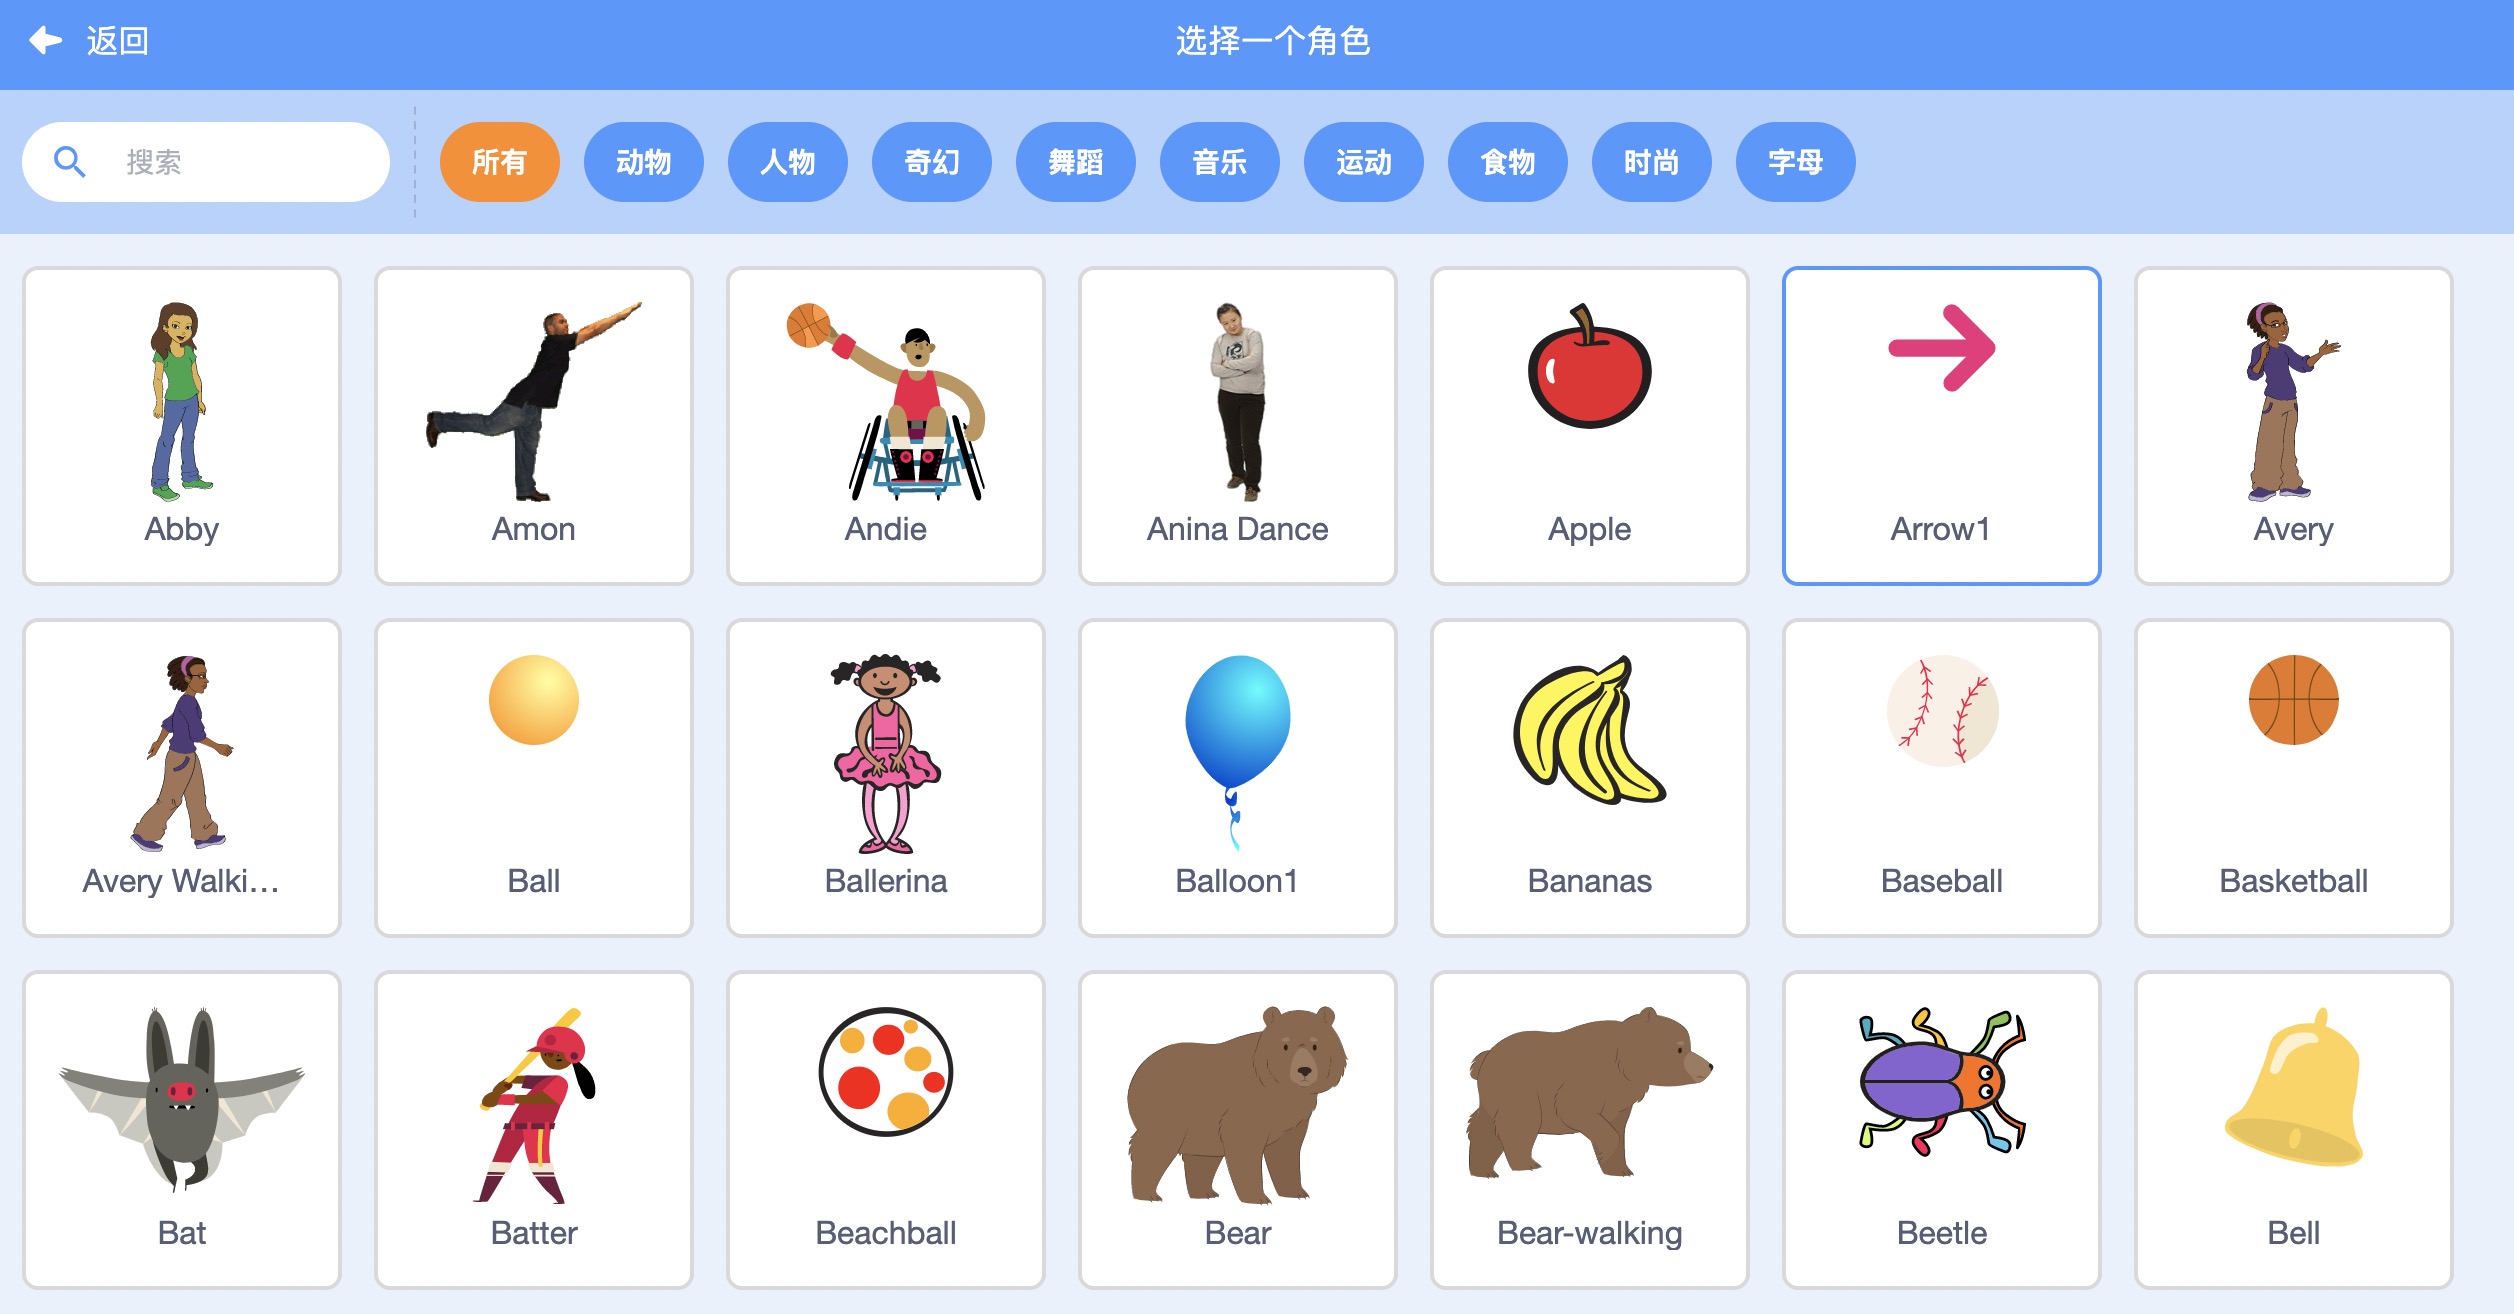 返回
选择一个角色
搜索
所有
动物
人物
奇幻
舞蹈
音乐
运动
食物
时尚
字母
Abby
Amon
Andie
Anina Dance
Apple
Arrow1
Avery
Avery Walki...
Ball
Ballerina
Balloon1
Bananas
Baseball
Basketball
Bat
Batter
Beachball
Bear
Bear-walking
Beetle
Bell